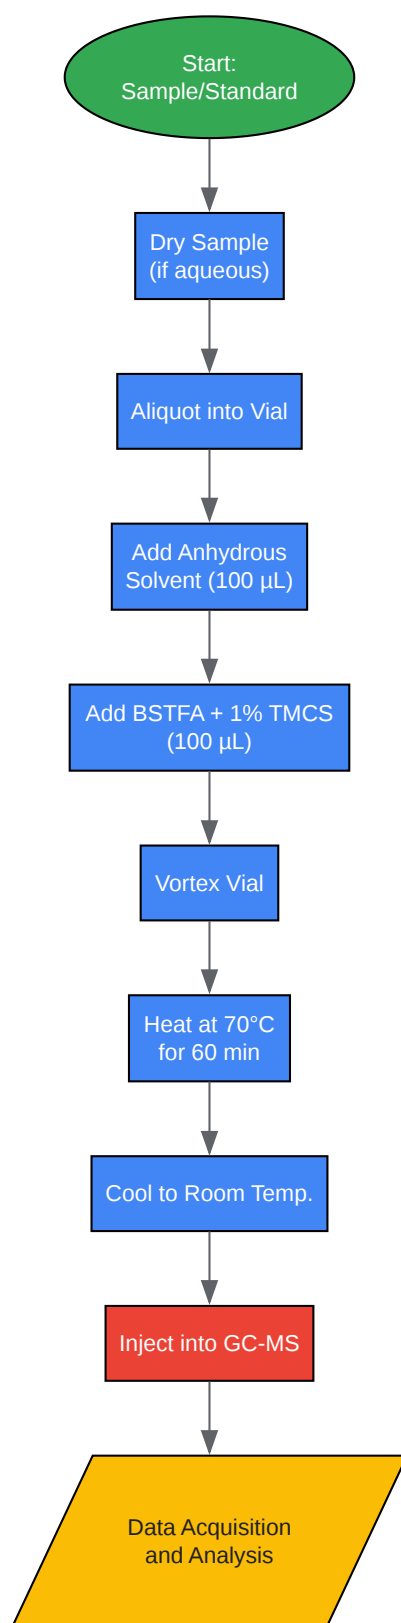 Start:
Sample/Standard
Dry Sample
(if aqueous)
Aliquot into Vial
Add Anhydrous
Solvent (100 µL)
Add BSTFA + 1% TMCS
(100 µL)
Vortex Vial
Heat at 70°C
for 60 min
Cool to Room Temp.
Inject into GC-MS
Data Acquisition
and Analysis